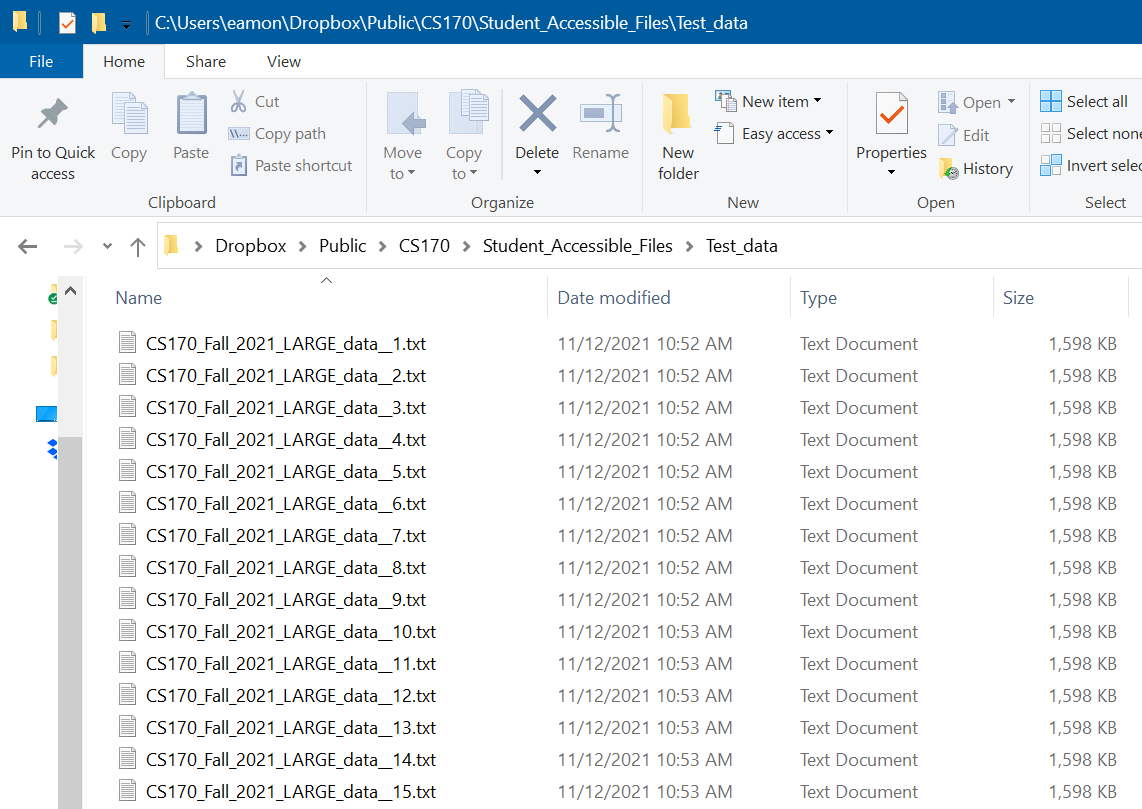 C:\Users\eamon\Dropbox\Public\CS170\Student_Accessible_Files\Test_data
File Home Share View
Pin to Quick access
Copy
Paste
Cut
Copy path
Paste shortcut
Clipboard
Move to
Copy to
Delete
Rename
Organize
New folder
New item
Easy access
New
Properties
Open
Edit
History
Open
Select all
Select none
Invert selec
Select
Dropbox > Public > CS170 > Student_Accessible_Files > Test_data
Name Date modified Type Size
CS170_Fall_2021_LARGE_data__1.txt 11/12/2021 10:52 AM Text Document 1,598 KB
CS170_Fall_2021_LARGE_data__2.txt 11/12/2021 10:52 AM Text Document 1,598 KB
CS170_Fall_2021_LARGE_data__3.txt 11/12/2021 10:52 AM Text Document 1,598 KB
CS170_Fall_2021_LARGE_data__4.txt 11/12/2021 10:52 AM Text Document 1,598 KB
CS170_Fall_2021_LARGE_data__5.txt 11/12/2021 10:52 AM Text Document 1,598 KB
CS170_Fall_2021_LARGE_data__6.txt 11/12/2021 10:52 AM Text Document 1,598 KB
CS170_Fall_2021_LARGE_data__7.txt 11/12/2021 10:52 AM Text Document 1,598 KB
CS170_Fall_2021_LARGE_data__8.txt 11/12/2021 10:52 AM Text Document 1,598 KB
CS170_Fall_2021_LARGE_data__9.txt 11/12/2021 10:52 AM Text Document 1,598 KB
CS170_Fall_2021_LARGE_data__10.txt 11/12/2021 10:53 AM Text Document 1,598 KB
CS170_Fall_2021_LARGE_data__11.txt 11/12/2021 10:53 AM Text Document 1,598 KB
CS170_Fall_2021_LARGE_data__12.txt 11/12/2021 10:53 AM Text Document 1,598 KB
CS170_Fall_2021_LARGE_data__13.txt 11/12/2021 10:53 AM Text Document 1,598 KB
CS170_Fall_2021_LARGE_data__14.txt 11/12/2021 10:53 AM Text Document 1,598 KB
CS170_Fall_2021_LARGE_data__15.txt 11/12/2021 10:53 AM Text Document 1,598 KB